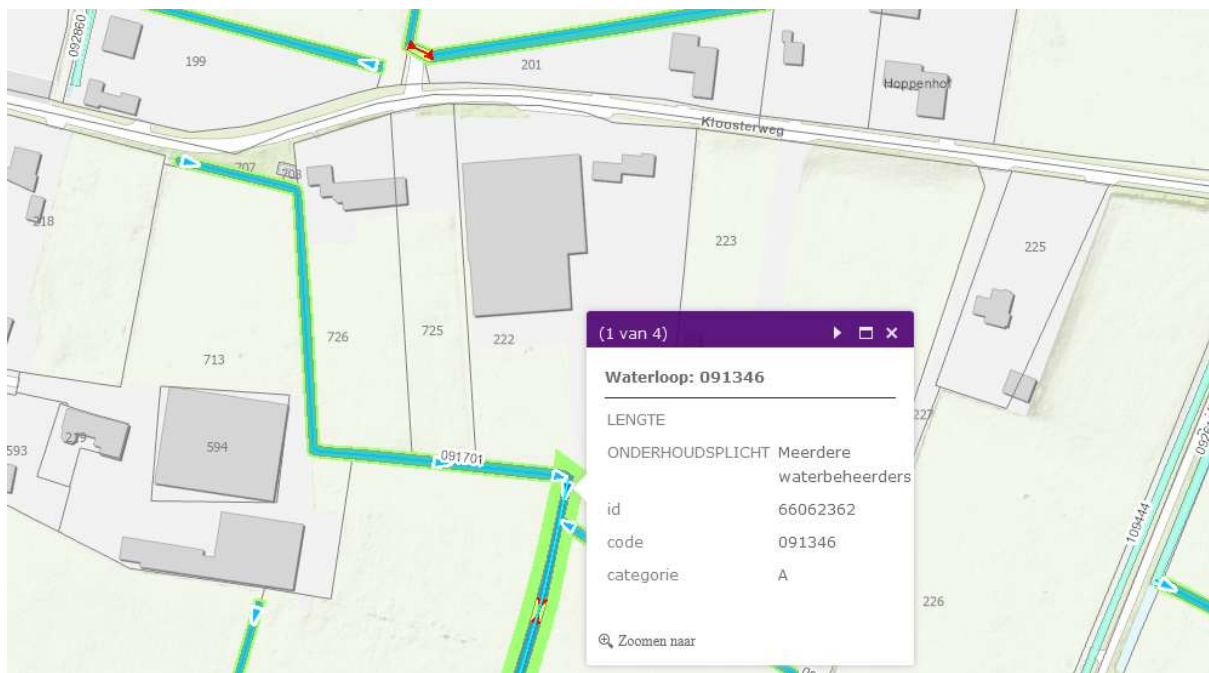 092860
199
201
Hoppenhof
Kloosterweg
707
708
218
223
225
726
725
222
713
(1 van 4)
Waterloop: 091346
LENGTE
ONDERHOUDSPLICHT Meerdere
waterbeheerders
id 66062362
code 091346
categorie A
Zoomen naar
227
593
219
594
091701
109444
226